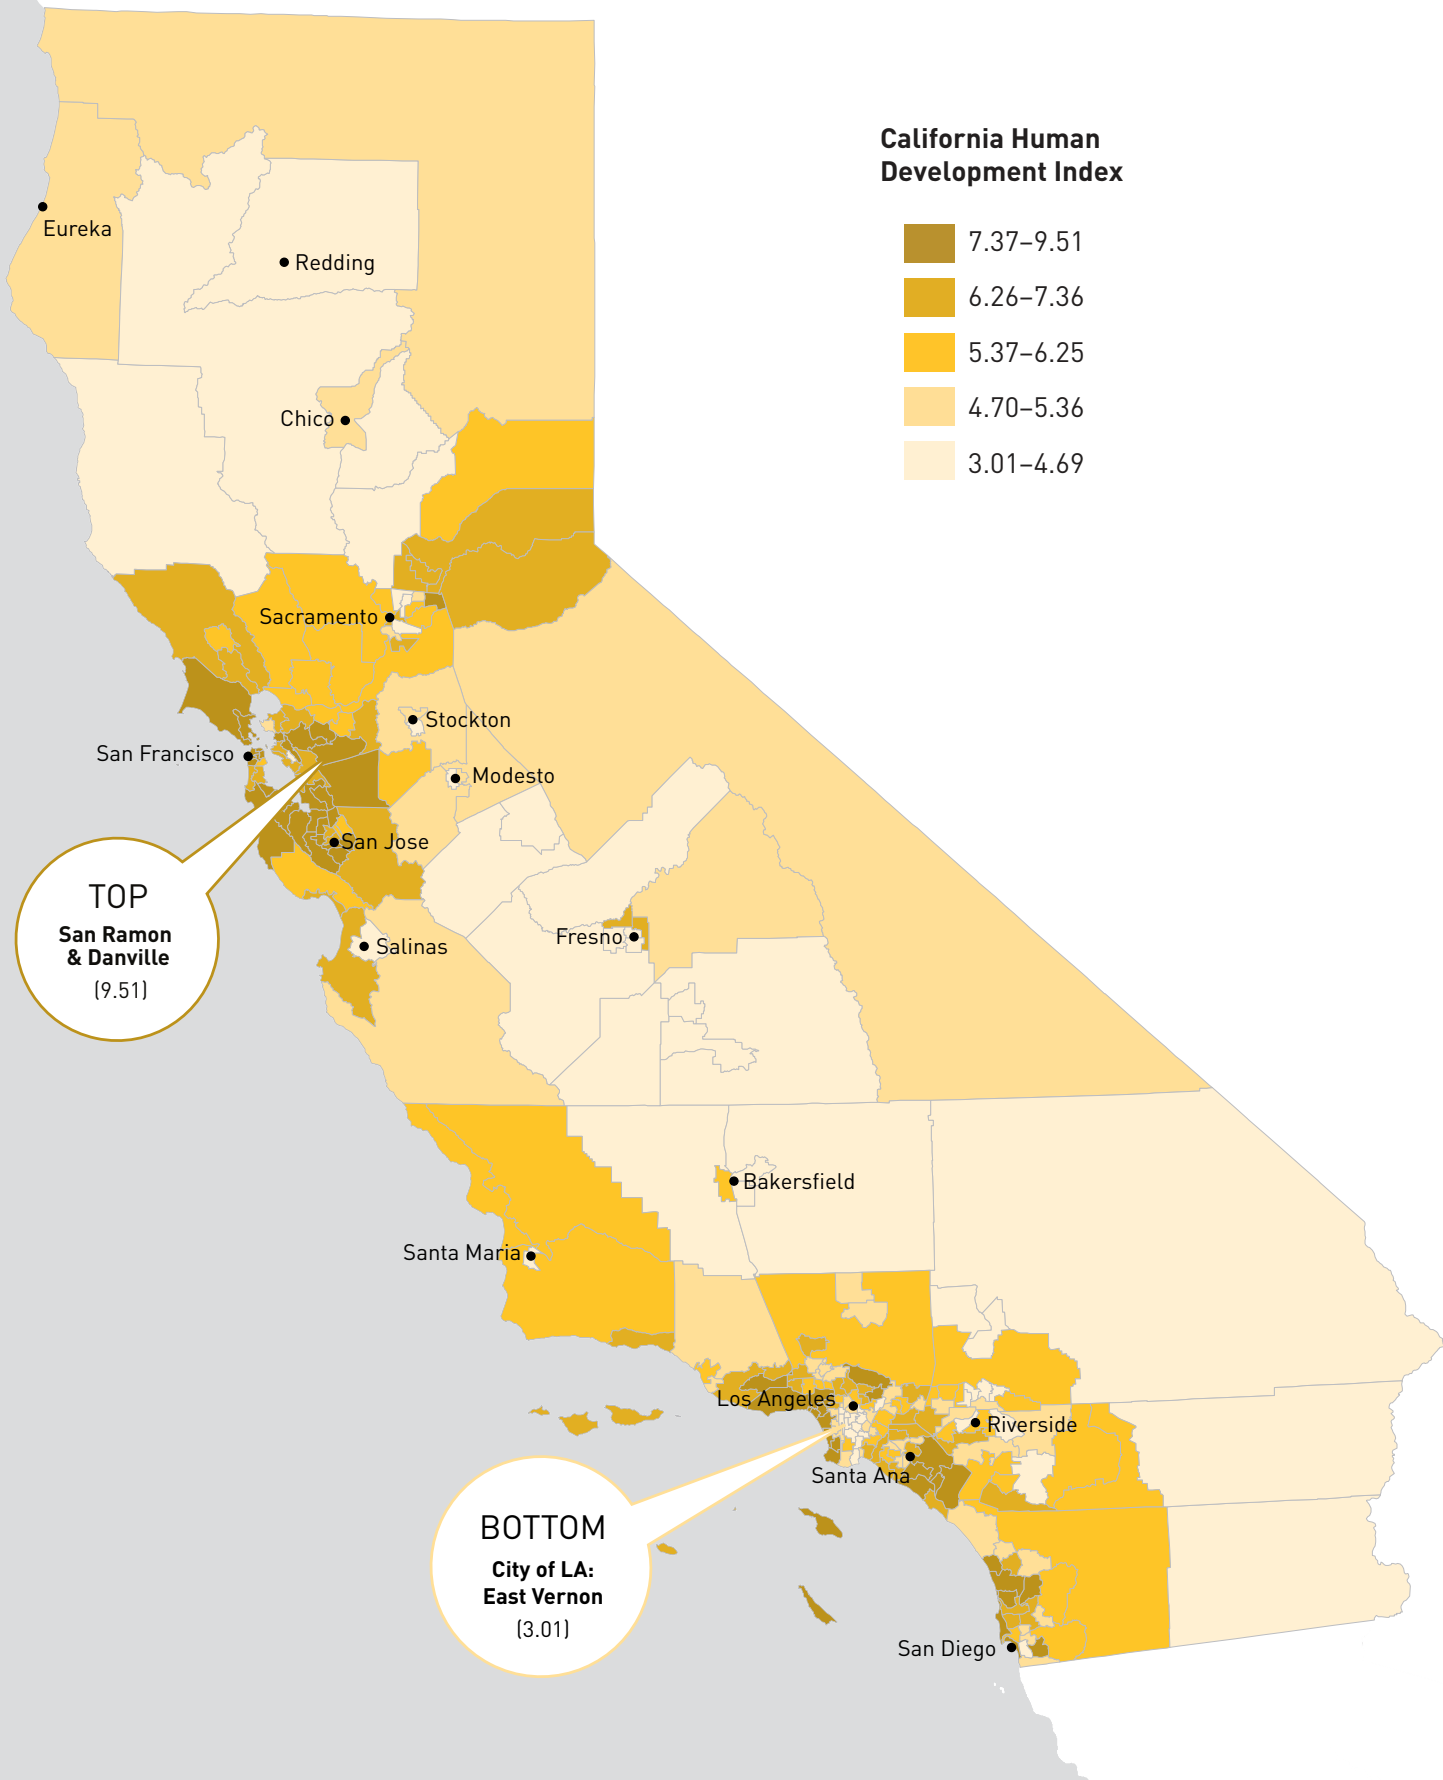 California Human
Development Index
7.37–9.51
6.26–7.36
5.37–6.25
4.70–5.36
3.01–4.69
Eureka
Redding
Chico
Sacramento
Stockton
San Francisco
Modesto
San Jose
TOP
San Ramon
& Danville
(9.51)
Fresno
Salinas
Bakersfield
Santa Maria
Los Angeles
Riverside
Santa Ana
BOTTOM
City of LA:
East Vernon
(3.01)
San Diego